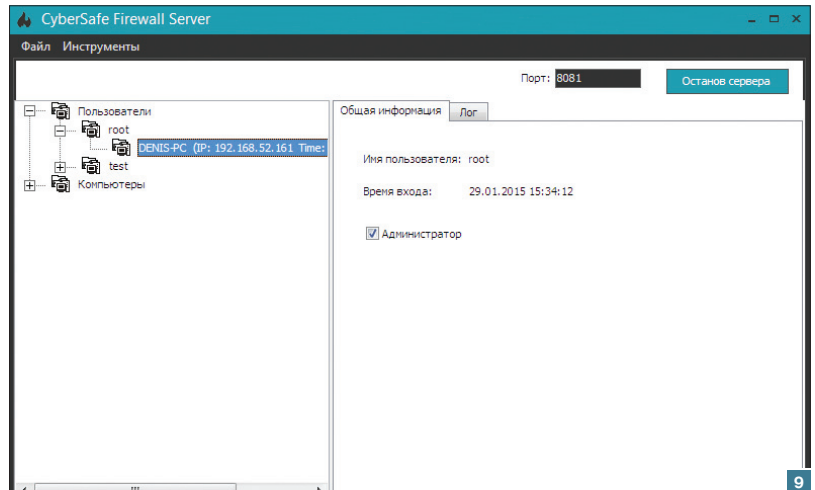 CyberSafe Firewall Server
Файл Инструменты
Порт: 8081
Останов сервера
Пользователи
root
DENIS-PC (IP: 192.168.52.161 Time:
test
Компьютеры
Общая информация
Лог
Имя пользователя: root
Время входа: 29.01.2015 15:34:12
Администратор
9